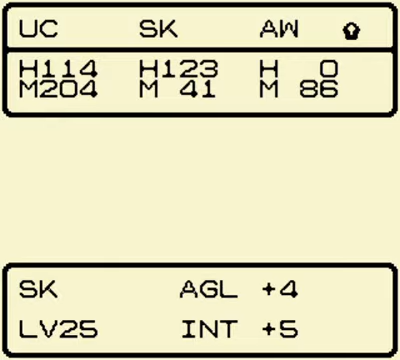 UC SK AW
H114 H123 H 0
M204 M 41 M 86
SK AGL +4
LV25 INT +5